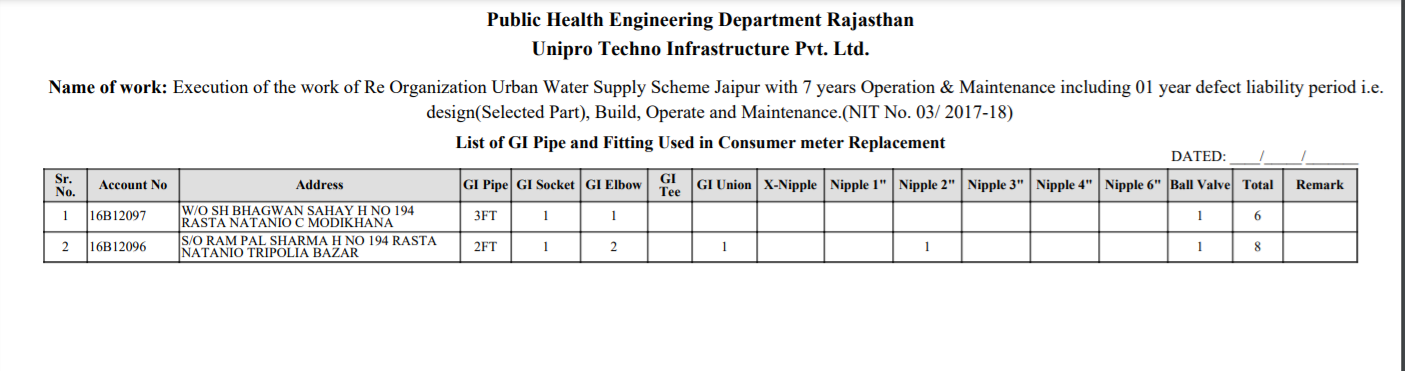 Public Health Engineering Department Rajasthan
Unipro Techno Infrastructure Pvt. Ltd.
Name of work: Execution of the work of Re Organization Urban Water Supply Scheme Jaipur with 7 years Operation & Maintenance including 01 year defect liability period i.e.
design(Selected Part), Build, Operate and Maintenance.(NIT No. 03/ 2017-18)
List of GI Pipe and Fitting Used in Consumer meter Replacement
DATED: ____/_____/_______
Sr. No. Account No Address GI Pipe GI Socket GI Elbow GI Tee GI Union X-Nipple Nipple 1" Nipple 2" Nipple 3" Nipple 4" Nipple 6" Ball Valve Total Remark
1 16B12097 W/O SH BHAGWAN SAHAY H NO 194 RASTA NATANIO C MODIKHANA 3FT 1 1 1 6
2 16B12096 S/O RAM PAL SHARMA H NO 194 RASTA NATANIO TRIPOLIA BAZAR 2FT 1 2 1 1 1 8